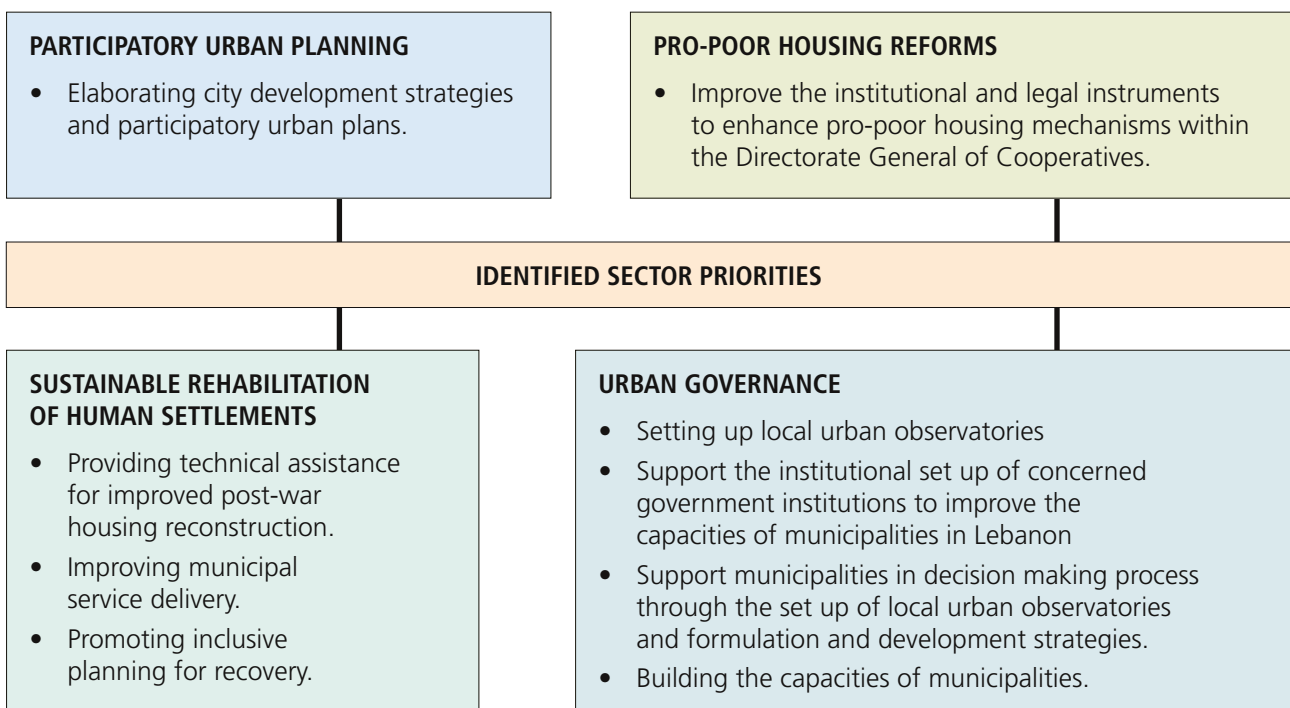 PARTICIPATORY URBAN PLANNING
• Elaborating city development strategies
and participatory urban plans.
PRO-POOR HOUSING REFORMS
• Improve the institutional and legal instruments
to enhance pro-poor housing mechanisms within
the Directorate General of Cooperatives.
IDENTIFIED SECTOR PRIORITIES
SUSTAINABLE REHABILITATION
OF HUMAN SETTLEMENTS
• Providing technical assistance
for improved post-war
housing reconstruction.
• Improving municipal
service delivery.
• Promoting inclusive
planning for recovery.
URBAN GOVERNANCE
• Setting up local urban observatories
• Support the institutional set up of concerned
government institutions to improve the
capacities of municipalities in Lebanon
• Support municipalities in decision making process
through the set up of local urban observatories
and formulation and development strategies.
• Building the capacities of municipalities.